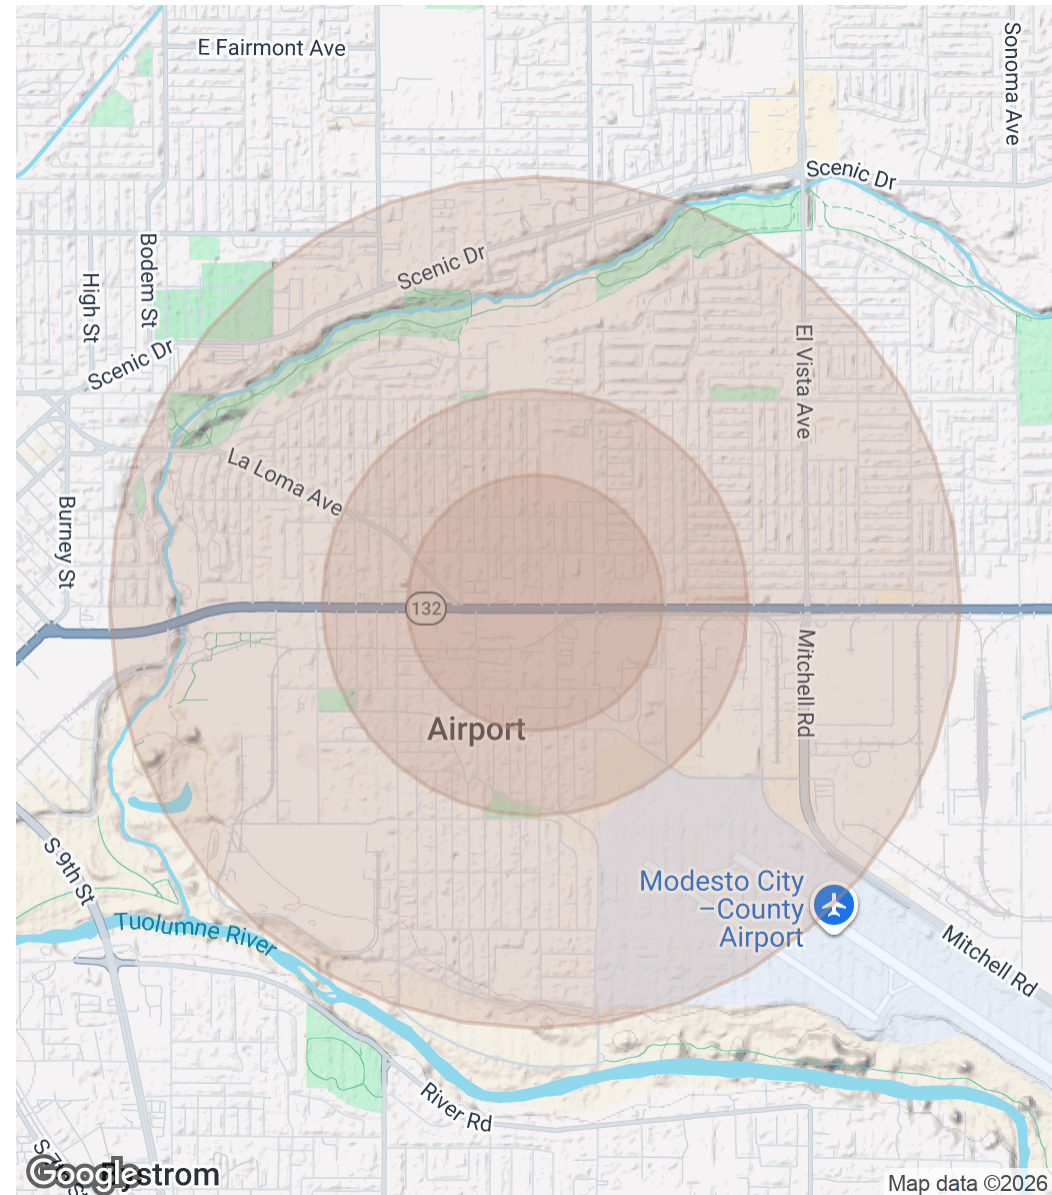 E Fairmont Ave
Sonoma Ave
Scenic Dr
Bodem St
High St
Scenic Dr
Scenic Dr
El Vista Ave
La Loma Ave
Burney St
132
Mitchell Rd
Airport
S 9th St
Modesto City
–County
Airport
Tuolumne River
Mitchell Rd
River Rd
Google
Map data ©2026